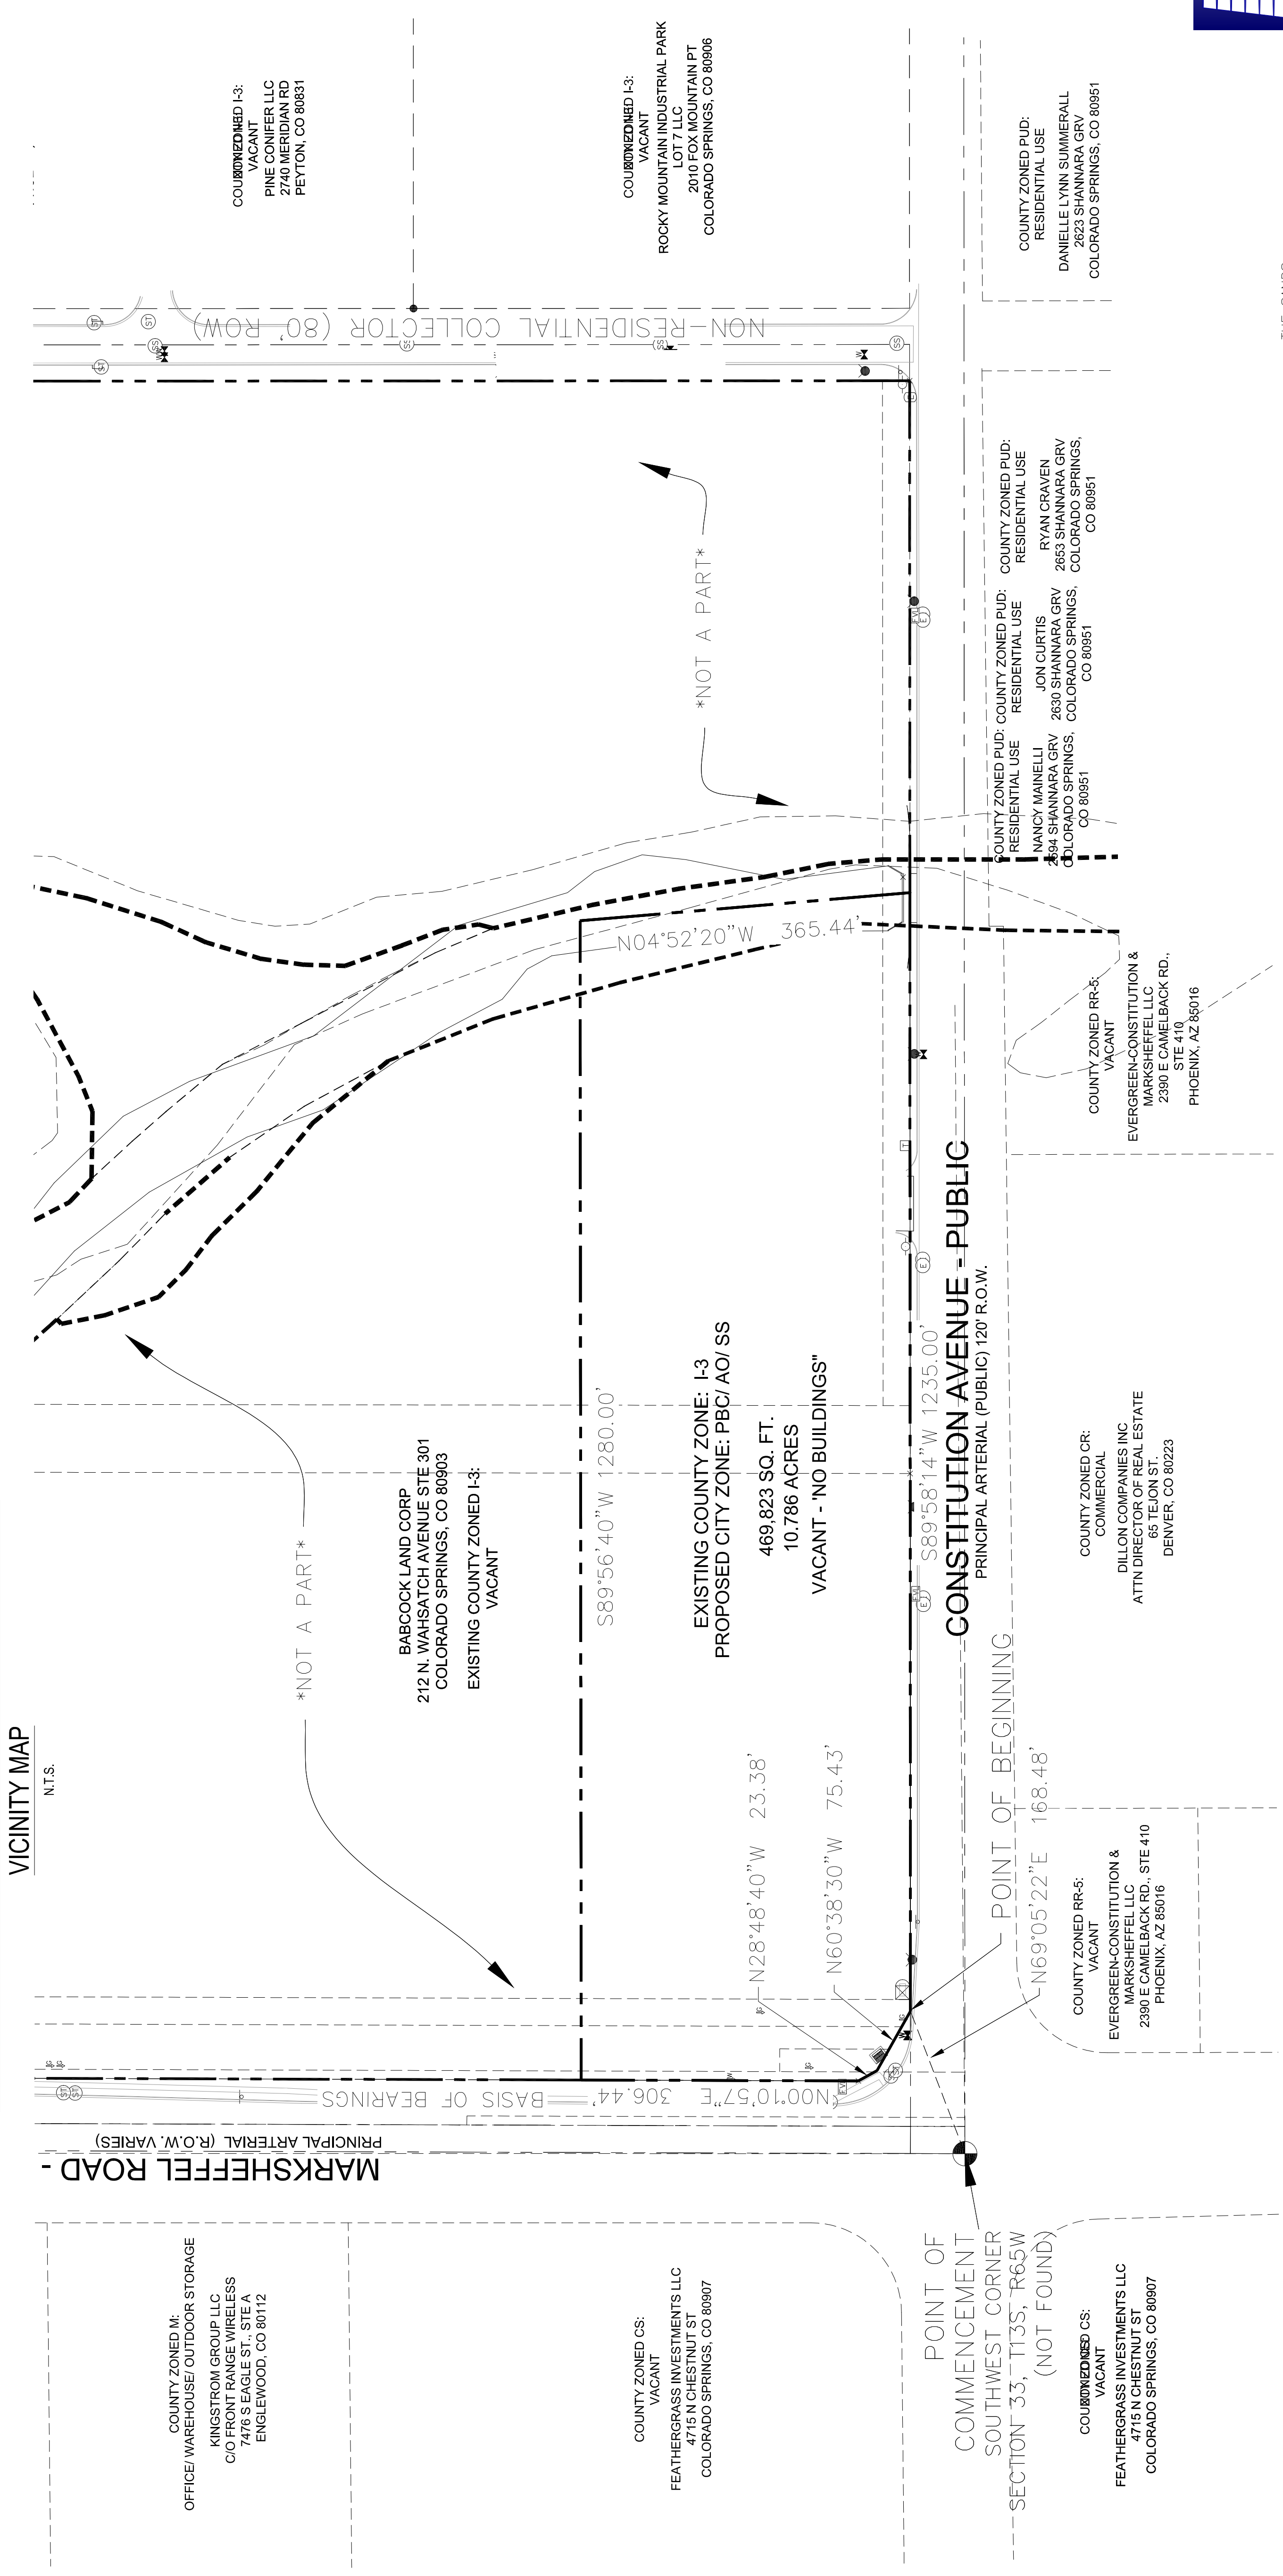 VICINITY MAP
N.T.S.
COUNTY ZONED M:
OFFICE/ WAREHOUSE/ OUTDOOR STORAGE
KINGSTROM GROUP LLC
C/O FRONT RANGE WIRELESS
7476 S EAGLE ST., STE A
ENGLEWOOD, CO 80112
MARKSHEFFEL ROAD -
PRINCIPAL ARTERIAL (R.O.W. VARIES)
N00°10'57"E 306.44'
BASIS OF BEARINGS
COUNTY ZONED CS:
VACANT
FEATHERGRASS INVESTMENTS LLC
4715 N CHESTNUT ST
COLORADO SPRINGS, CO 80907
POINT OF
COMMENCEMENT
SOUTHWEST CORNER
SECTION 33, T13S, R65W
(NOT FOUND)
CS:
VACANT
FEATHERGRASS INVESTMENTS LLC
4715 N CHESTNUT ST
COLORADO SPRINGS, CO 80907
*NOT A PART*
BABCOCK LAND CORP
212 N. WAHSATCH AVENUE STE 301
COLORADO SPRINGS, CO 80903
EXISTING COUNTY ZONED I-3:
VACANT
S89°56'40"W 1280.00'
EXISTING COUNTY ZONE: I-3
PROPOSED CITY ZONE: PBC/ AO/ SS
469,823 SQ. FT.
10.786 ACRES
VACANT - 'NO BUILDINGS"
N28°48'40"W 23.38'
N60°38'30"W 75.43'
S89°58'14"W 1235.00'
CONSTITUTION AVENUE - PUBLIC
PRINCIPAL ARTERIAL (PUBLIC) 120' R.O.W.
POINT OF BEGINNING
N69°05'22"E 168.48'
COUNTY ZONED RR-5:
VACANT
EVERGREEN-CONSTITUTION &
MARKSHEFFEL LLC
2390 E CAMELBACK RD., STE 410
PHOENIX, AZ 85016
COUNTY ZONED CR:
COMMERCIAL
DILLON COMPANIES INC
ATTN DIRECTOR OF REAL ESTATE
65 TEJON ST.
DENVER, CO 80223
N04°52'20"W 365.44'
COUNTY ZONED RR-5:
VACANT
EVERGREEN-CONSTITUTION &
MARKSHEFFEL LLC
2390 E CAMELBACK RD.,
STE 410
PHOENIX, AZ 85016
*NOT A PART*
COUNTY ZONED PUD:
RESIDENTIAL USE
NANCY MAINELLI
2594 SHANNARA GRV
COLORADO SPRINGS,
CO 80951
COUNTY ZONED PUD:
RESIDENTIAL USE
JON CURTIS
2630 SHANNARA GRV
COLORADO SPRINGS,
CO 80951
COUNTY ZONED PUD:
RESIDENTIAL USE
RYAN CRAVEN
2653 SHANNARA GRV
COLORADO SPRINGS,
CO 80951
NON-RESIDENTIAL COLLECTOR (80' ROW)
I-3:
VACANT
PINE CONIFER LLC
2740 MERIDIAN RD
PEYTON, CO 80831
I-3:
VACANT
ROCKY MOUNTAIN INDUSTRIAL PARK
LOT 7 LLC
2010 FOX MOUNTAIN PT
COLORADO SPRINGS, CO 80906
COUNTY ZONED PUD:
RESIDENTIAL USE
DANIELLE LYNN SUMMERALL
2623 SHANNARA GRV
COLORADO SPRINGS, CO 80951